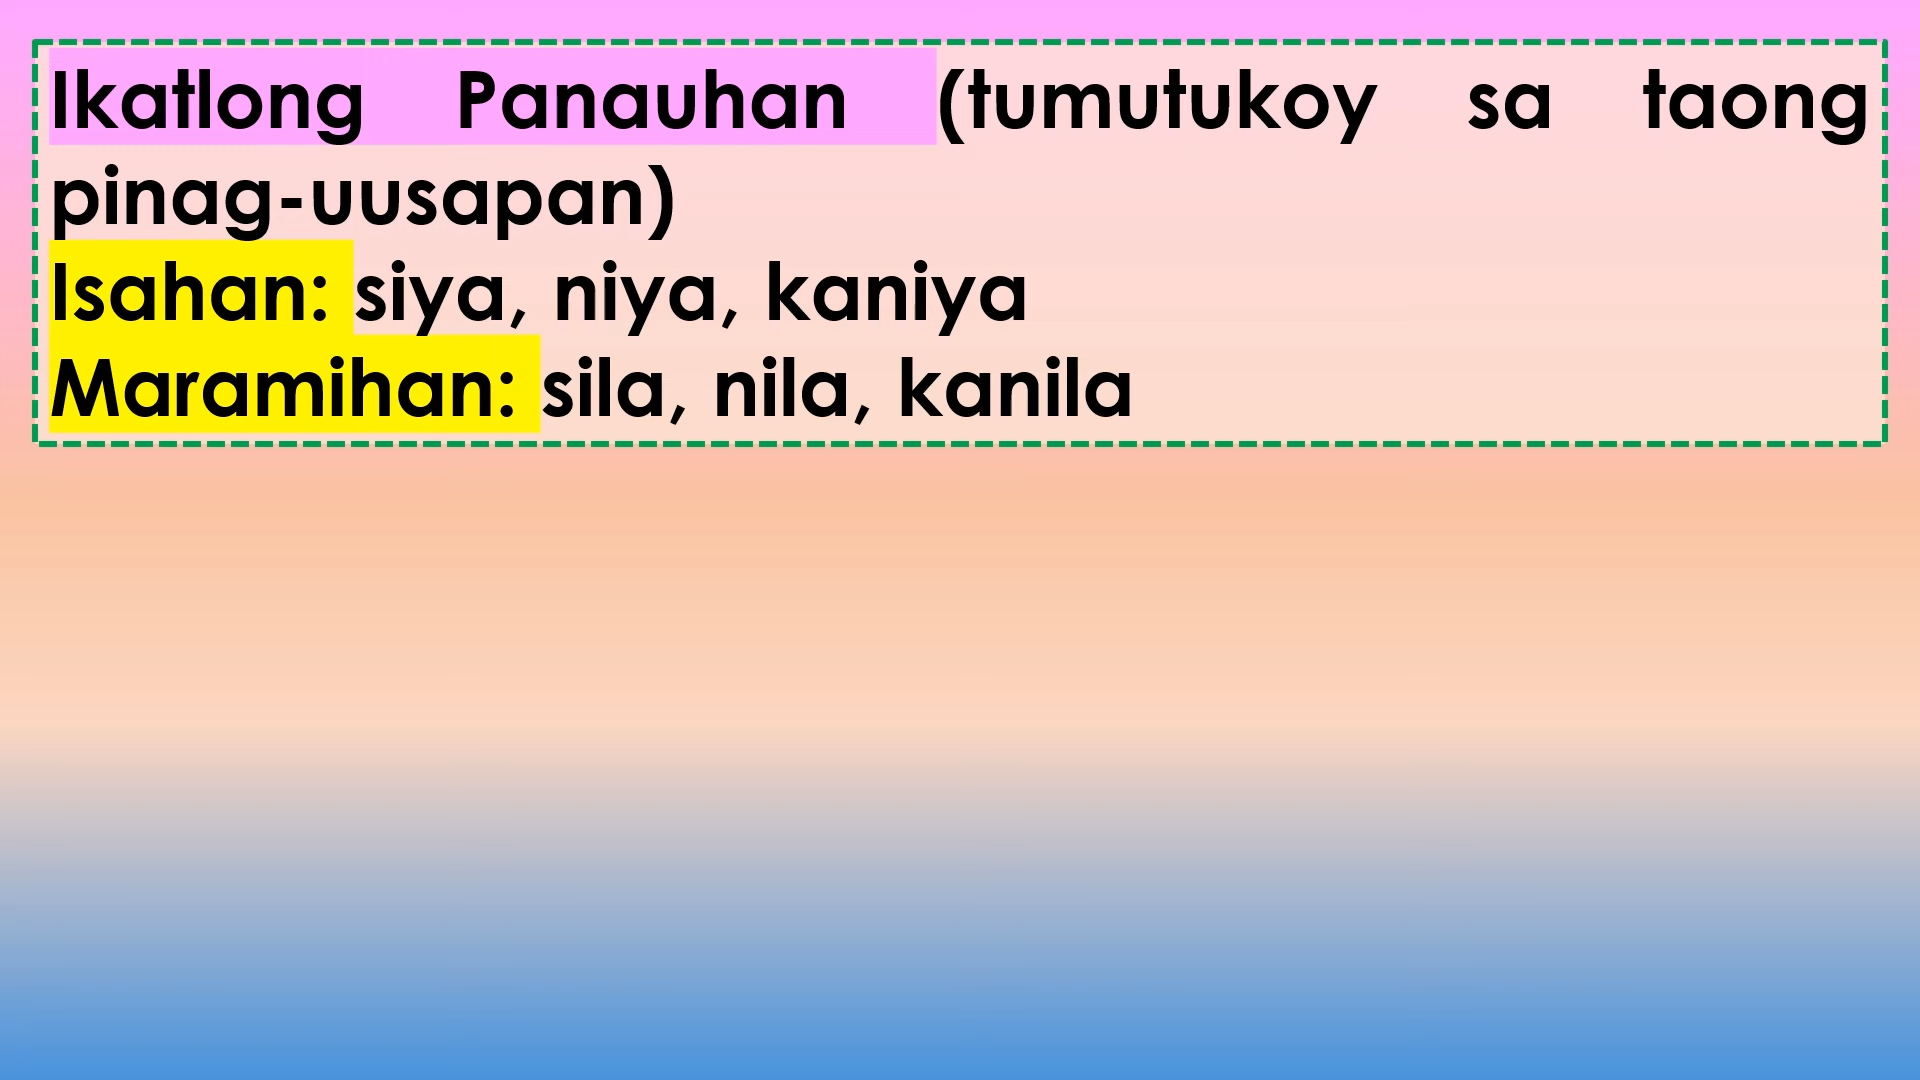 Ikatlong Panauhan (tumutukoy sa taong
pinag-uusapan)
Isahan: siya, niya, kaniya
Maramihan: sila, nila, kanila